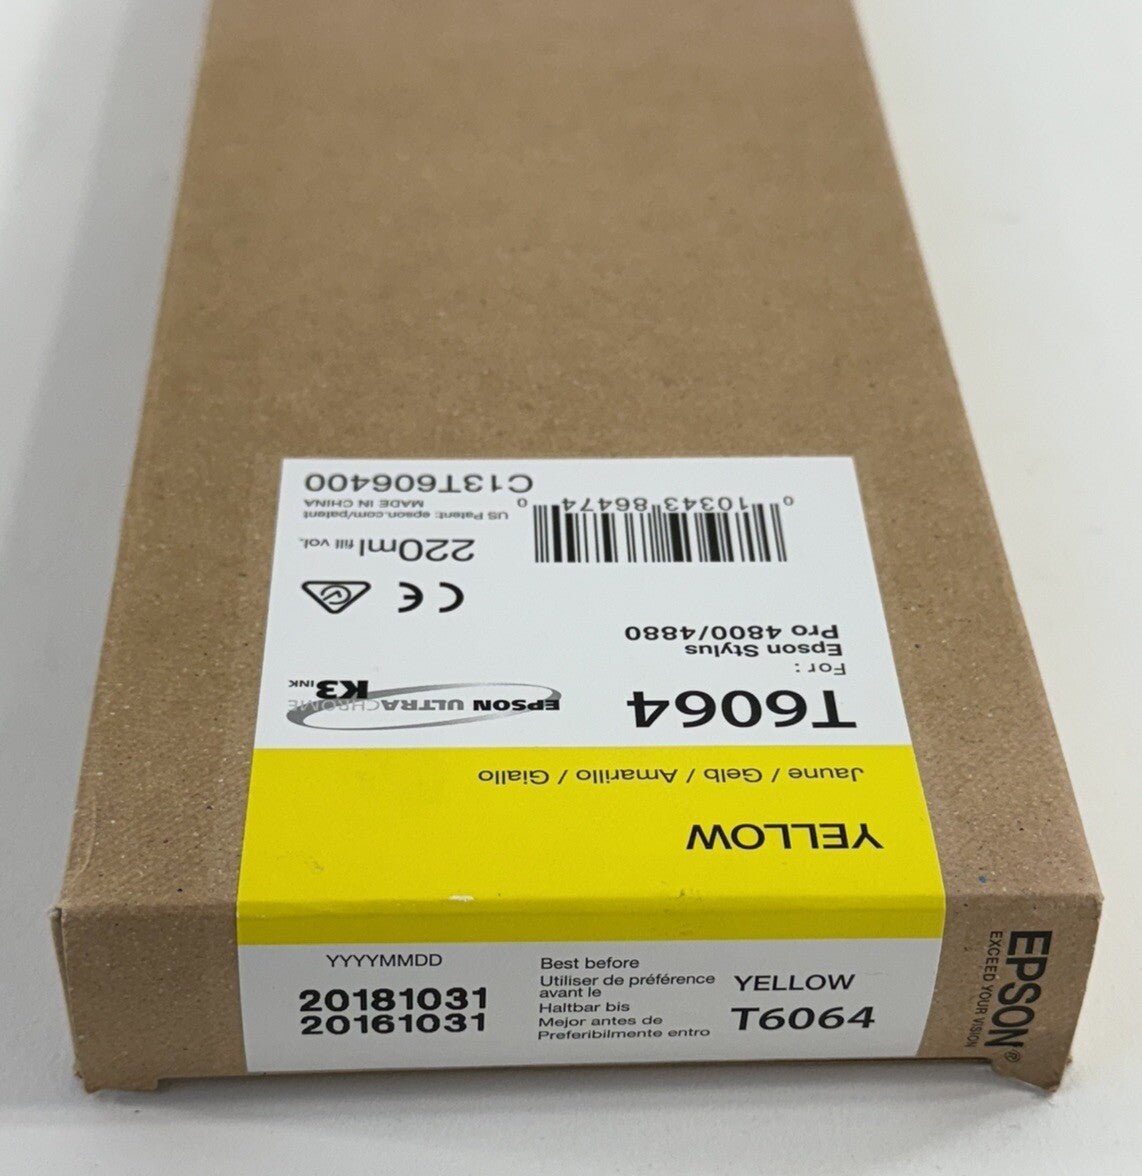 YELLOW
Jaune / Gelb / Amarillo / Giallo
T6064
EPSON ULTRACHROME
K3 INK
For :
Epson Stylus
Pro 4800/4880
CE
220ml fill vol.
0 10343 86474 0
US Patent: epson.com/patent
MADE IN CHINA
C13T606400
YYYYMMDD
20181031
20161031
Best before
Utiliser de préférence
avant le
Haltbar bis
Mejor antes de
Preferibilmente entro
YELLOW
T6064
EPSON®
EXCEED YOUR VISION